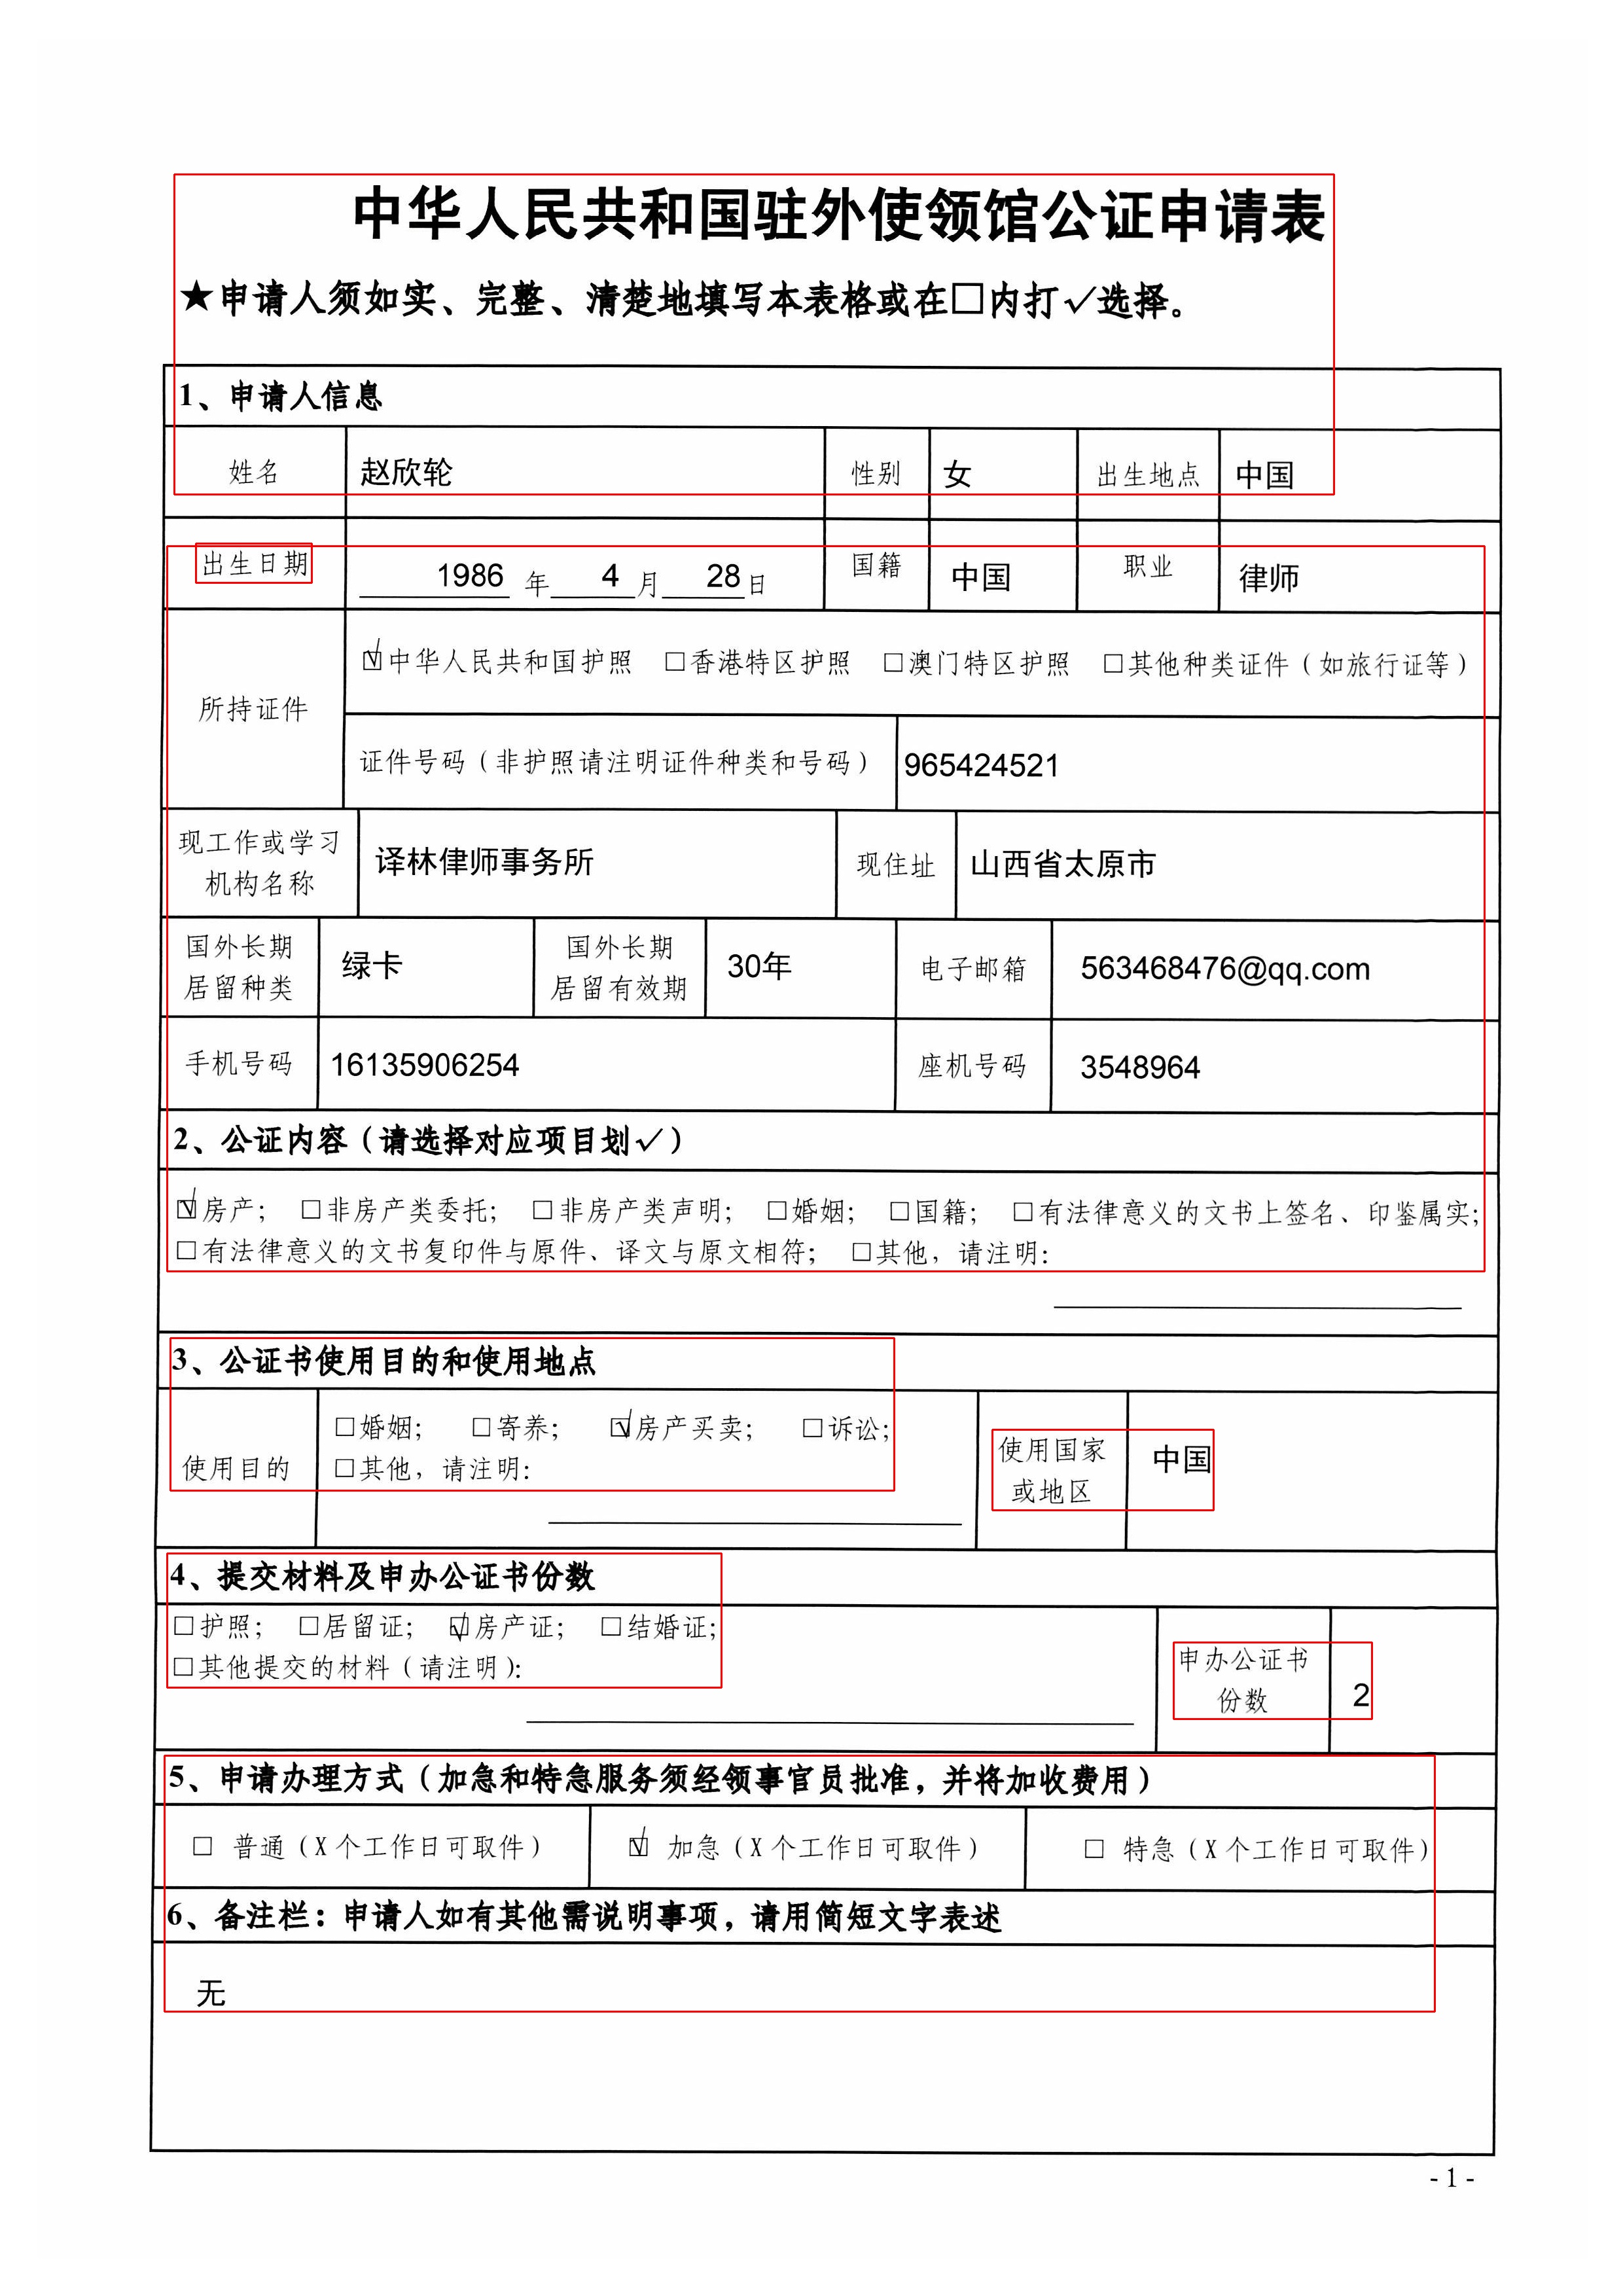 中华人民共和国驻外使领馆公证申请表
★申请人须如实、完整、清楚地填写本表格或在□内打√选择。
1、申请人信息
姓名 赵欣轮 性别 女 出生地点 中国
出生日期 1986 年 4 月 28 日 国籍 中国 职业 律师
所持证件
☑中华人民共和国护照 □香港特区护照 □澳门特区护照 □其他种类证件（如旅行证等）
证件号码（非护照请注明证件种类和号码） 965424521
现工作或学习
机构名称
译林律师事务所 现住址 山西省太原市
国外长期
居留种类
绿卡
国外长期
居留有效期
30年 电子邮箱 563468476@qq.com
手机号码 16135906254 座机号码 3548964
2、公证内容（请选择对应项目划√）
☑房产； □非房产类委托； □非房产类声明； □婚姻； □国籍； □有法律意义的文书上签名、印鉴属实；
□有法律意义的文书复印件与原件、译文与原文相符； □其他，请注明：
3、公证书使用目的和使用地点
使用目的
□婚姻； □寄养； ☑房产买卖； □诉讼；
□其他，请注明：
使用国家
或地区
中国
4、提交材料及申办公证书份数
□护照； □居留证； ☑房产证； □结婚证；
□其他提交的材料（请注明）：
申办公证书
份数
2
5、申请办理方式（加急和特急服务须经领事官员批准，并将加收费用）
□ 普通（X 个工作日可取件） ☑ 加急（X 个工作日可取件） □ 特急（X 个工作日可取件）
6、备注栏：申请人如有其他需说明事项，请用简短文字表述
无
- 1 -